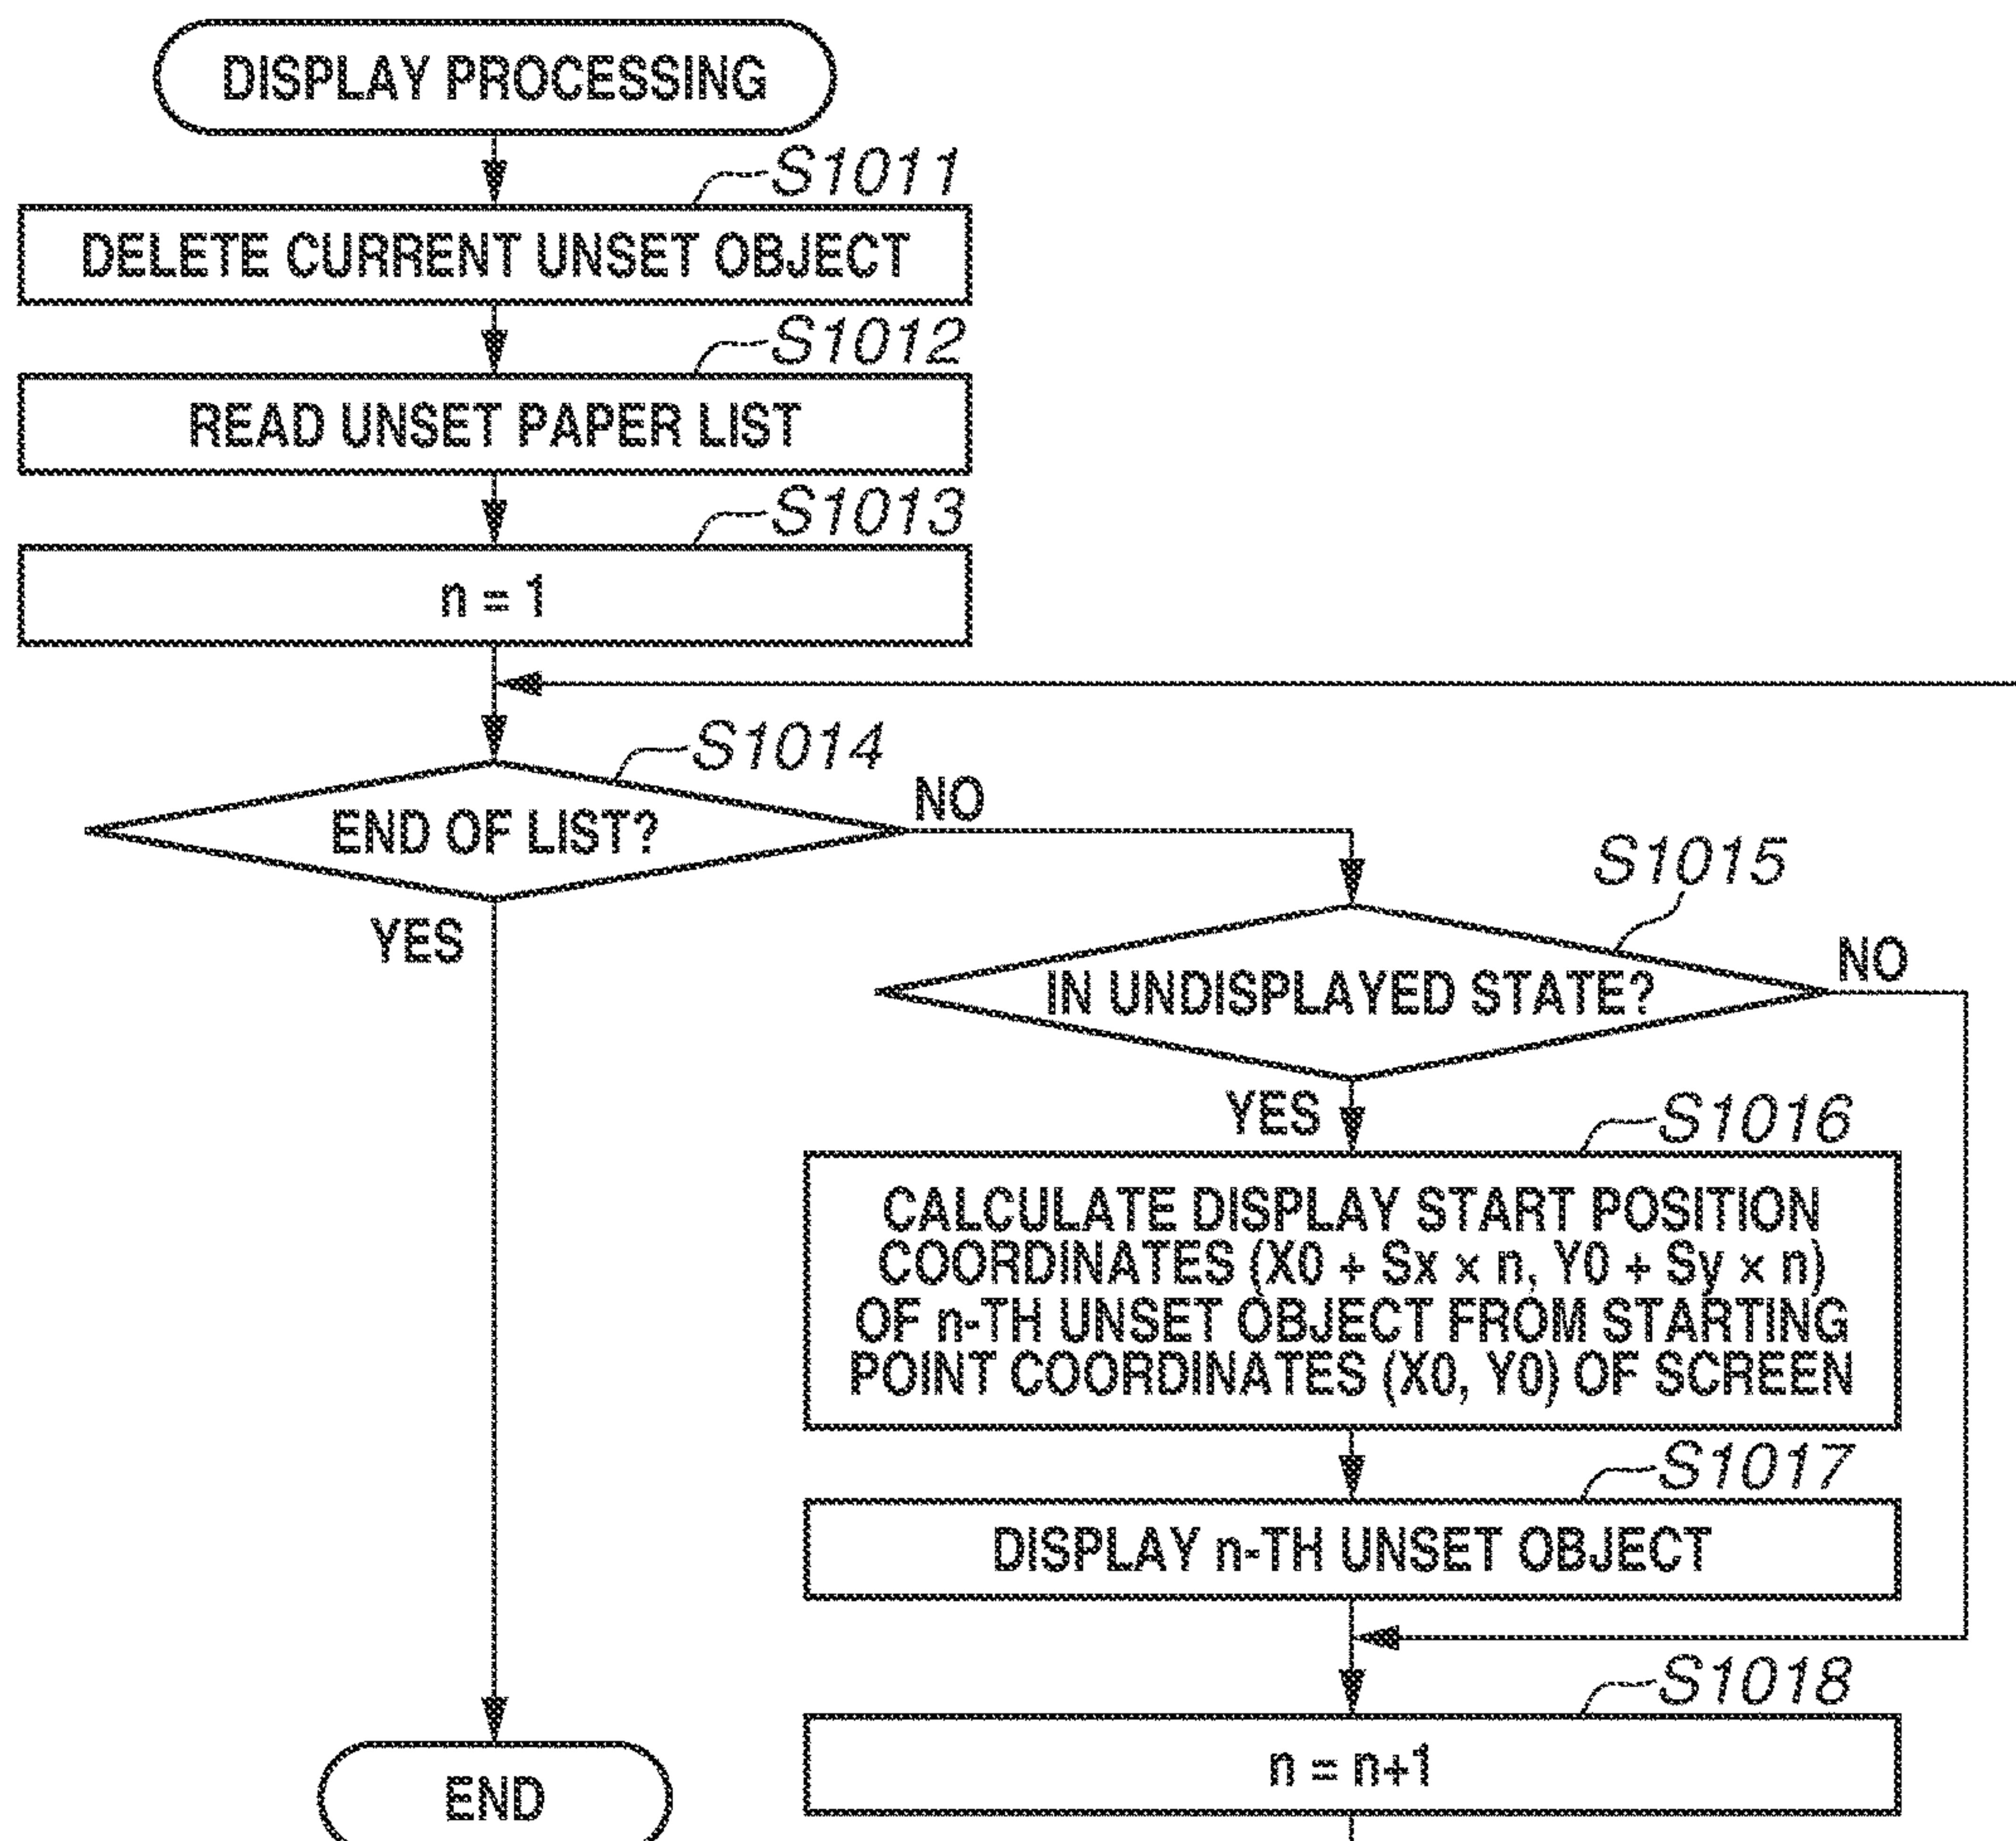 DISPLAY PROCESSING
S1011
DELETE CURRENT UNSET OBJECT
S1012
READ UNSET PAPER LIST
S1013
n = 1
S1014
END OF LIST?
NO
YES
S1015
IN UNDISPLAYED STATE?
NO
YES
S1016
CALCULATE DISPLAY START POSITION
COORDINATES (X0 + Sx × n, Y0 + Sy × n)
OF n-TH UNSET OBJECT FROM STARTING
POINT COORDINATES (X0, Y0) OF SCREEN
S1017
DISPLAY n-TH UNSET OBJECT
S1018
n = n+1
END